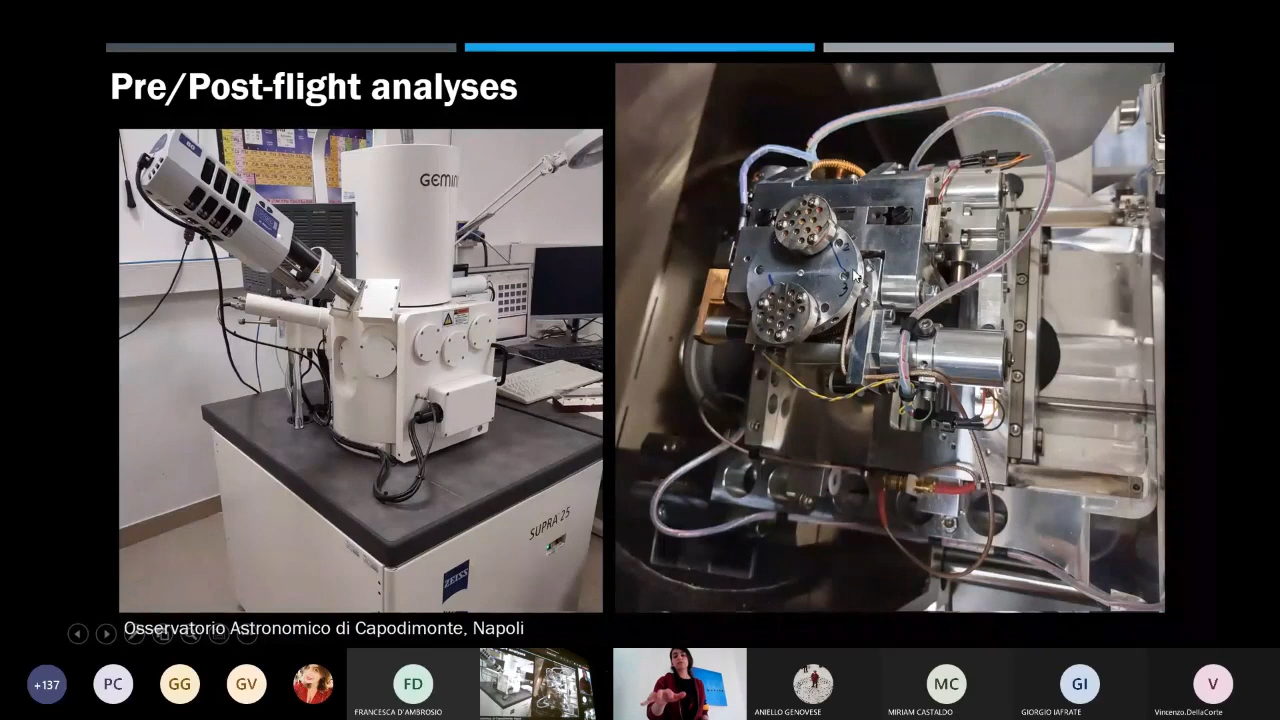 Pre/Post-flight analyses
GEMINI
SUPRA 25
ZEISS
Osservatorio Astronomico di Capodimonte, Napoli
+137
PC
GG
GV
FD
FRANCESCA D'AMBROSIO
ANIELLO GENOVESE
MC
MIRIAM CASTALDO
GI
GIORGIO IAFRATE
V
Vincenzo.DellaCorte